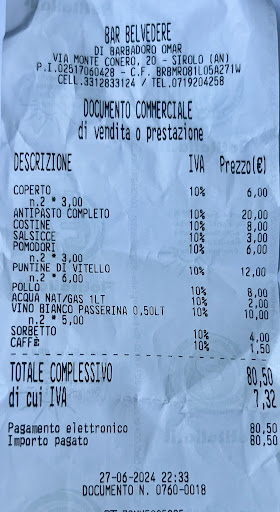 BAR BELVEDERE
DI BARBADORO OMAR
VIA MONTE CONERO, 20 - SIROLO (AN)
P.I.02517060428 - C.F. BRBMRO81L05A271W
CELL.3312833124 / TEL.0719204258
DOCUMENTO COMMERCIALE
di vendita o prestazione
DESCRIZIONE IVA Prezzo(€)
COPERTO 10% 6,00
n.2 * 3,00
ANTIPASTO COMPLETO 10% 20,00
COSTINE 10% 8,00
SALSICCE 10% 3,00
POMODORI 10% 6,00
n.2 * 3,00
PUNTINE DI VITELLO 10% 12,00
n.2 * 6,00
POLLO 10% 8,00
ACQUA NAT/GAS 1LT 10% 2,00
VINO BIANCO PASSERINA 0,50LT 10% 10,00
n.2 * 5,00
SORBETTO 10% 4,00
CAFFE 10% 1,50
TOTALE COMPLESSIVO 80,50
di cui IVA 7,32
Pagamento elettronico 80,50
Importo pagato 80,50
27-06-2024 22:33
DOCUMENTO N. 0760-0018